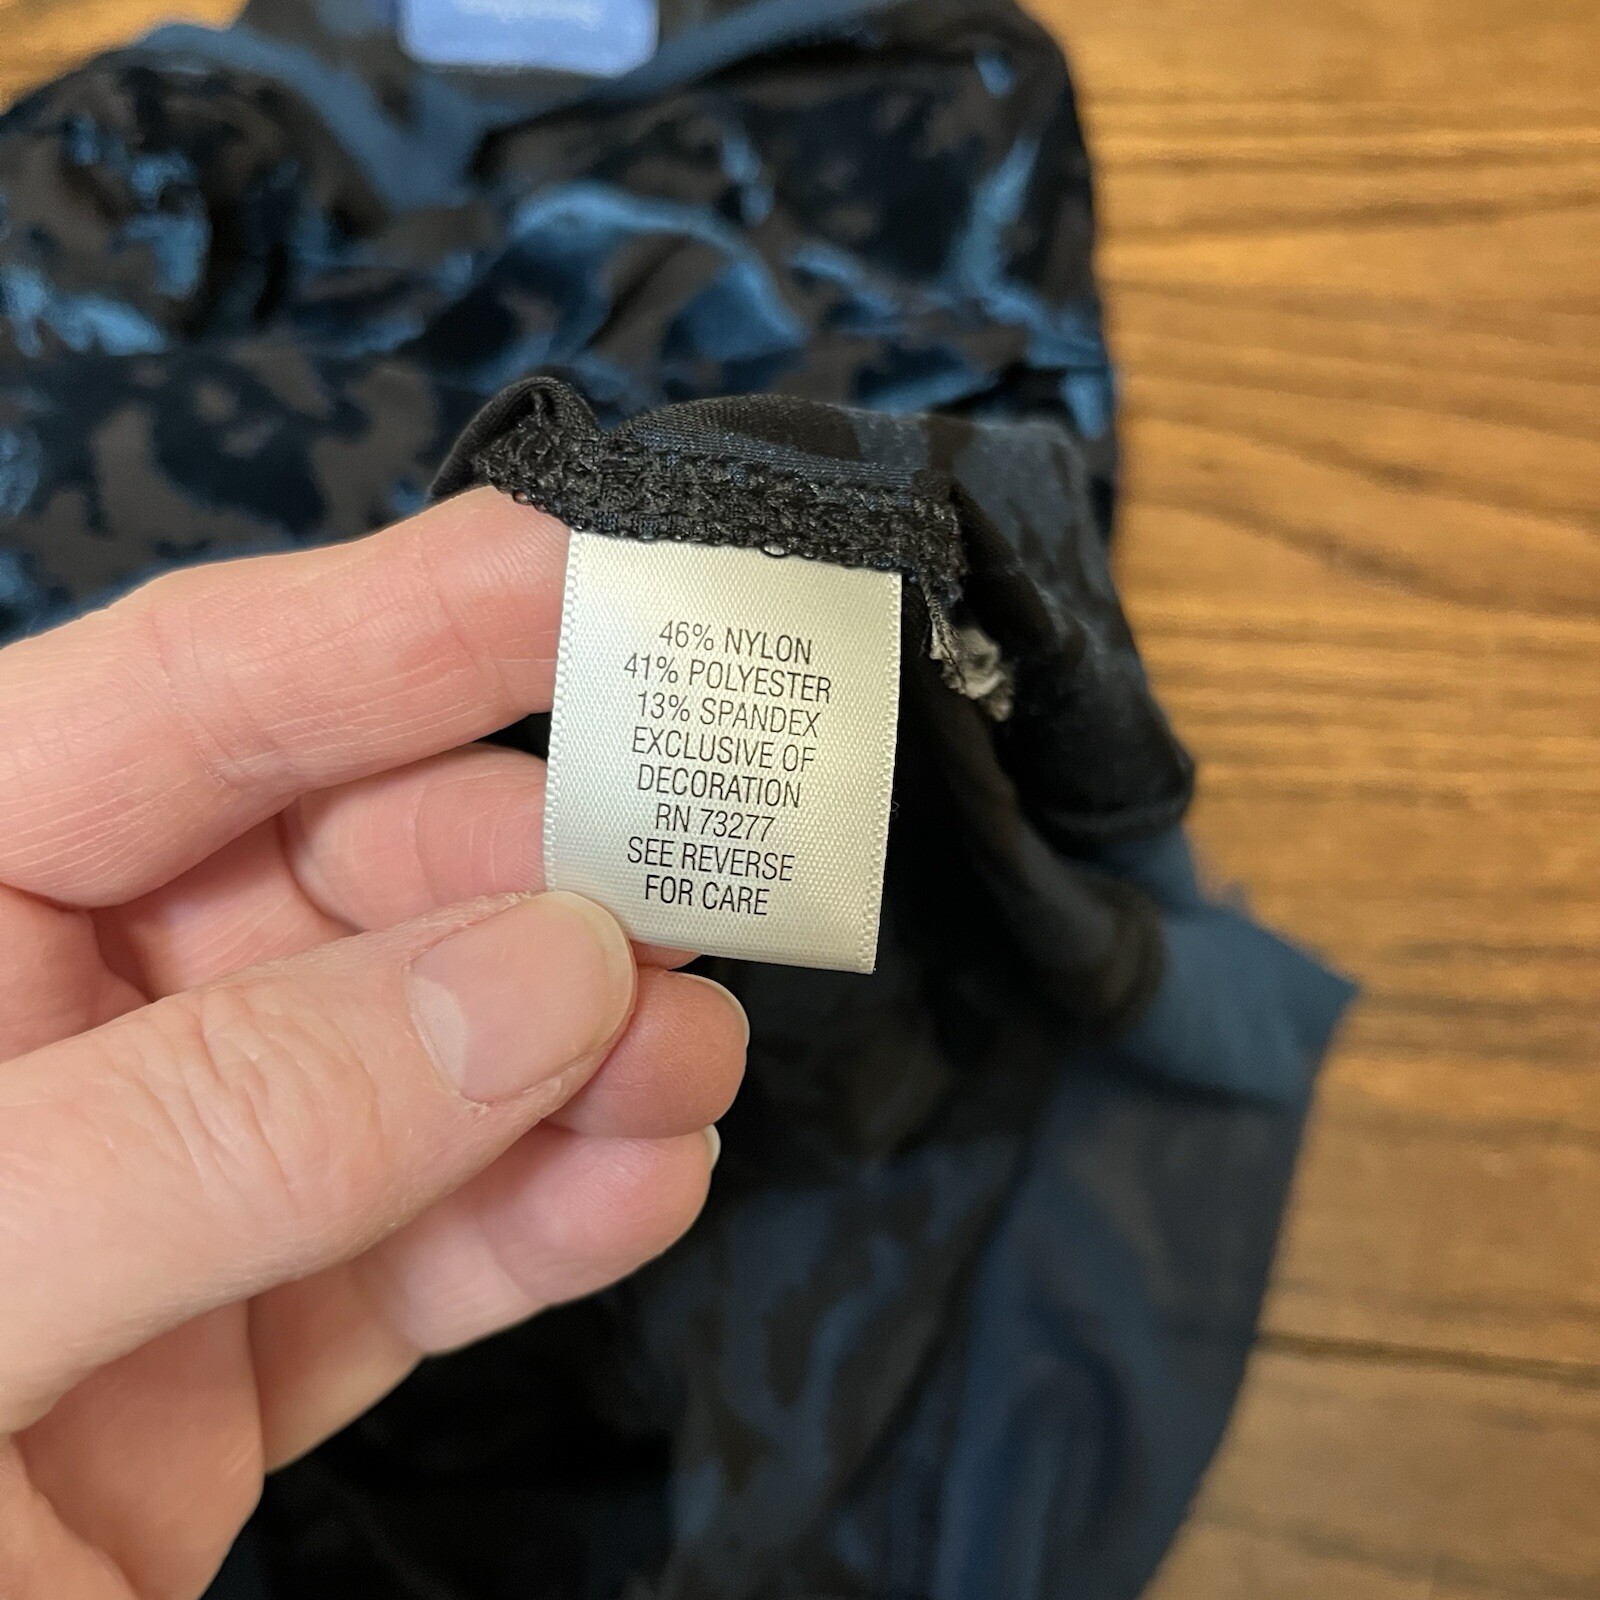 46% NYLON
41% POLYESTER
13% SPANDEX
EXCLUSIVE OF
DECORATION
RN 73277
SEE REVERSE
FOR CARE